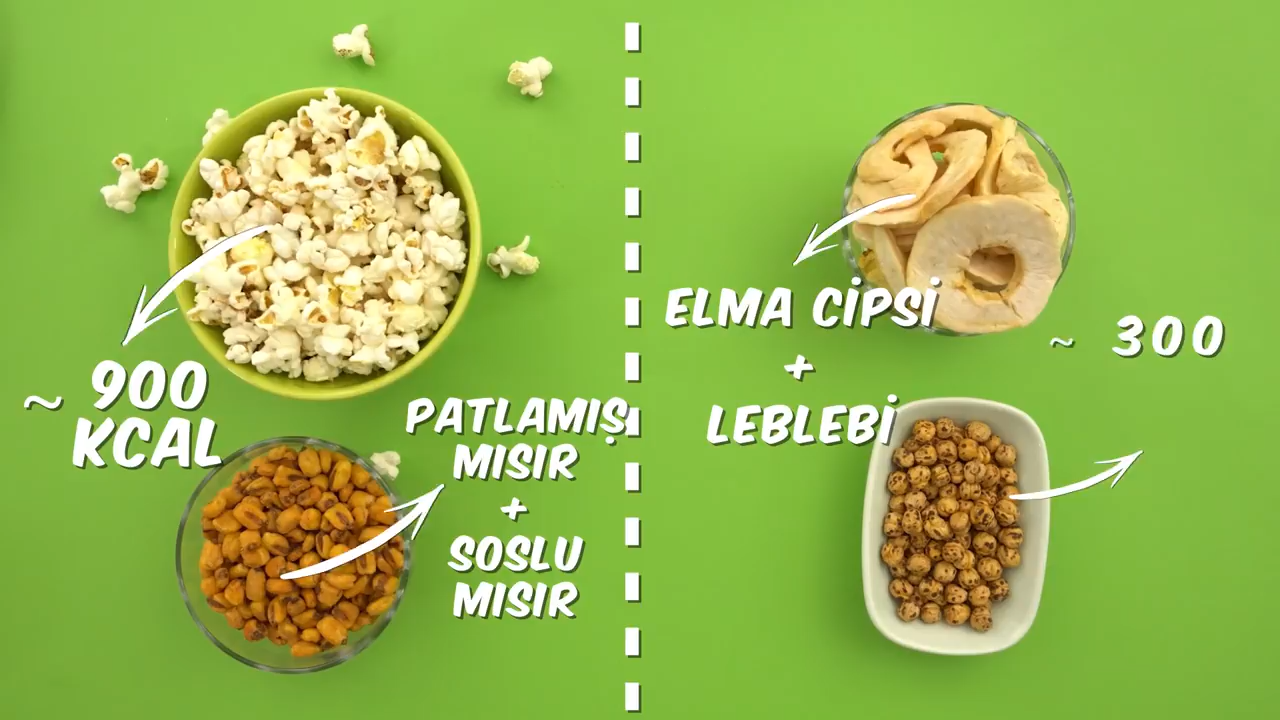 ~ 900
KCAL
PATLAMIŞ
MISIR
+
SOSLU
MISIR
ELMA CİPSİ
+
LEBLEBİ
~ 300